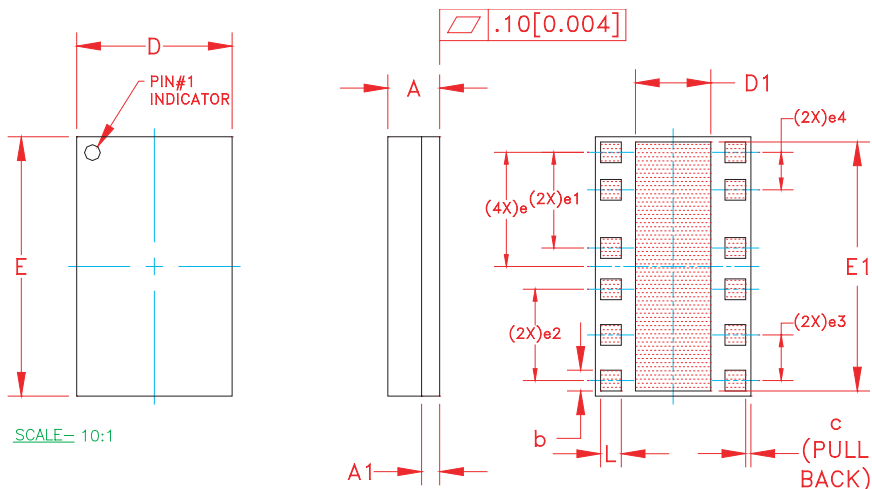 .10[0.004]
D
PIN#1
INDICATOR
A
D1
(2X)e4
(4X)e
(2X)e1
E
E1
(2X)e2
(2X)e3
b
L
c
(PULL
BACK)
SCALE- 10:1
A1